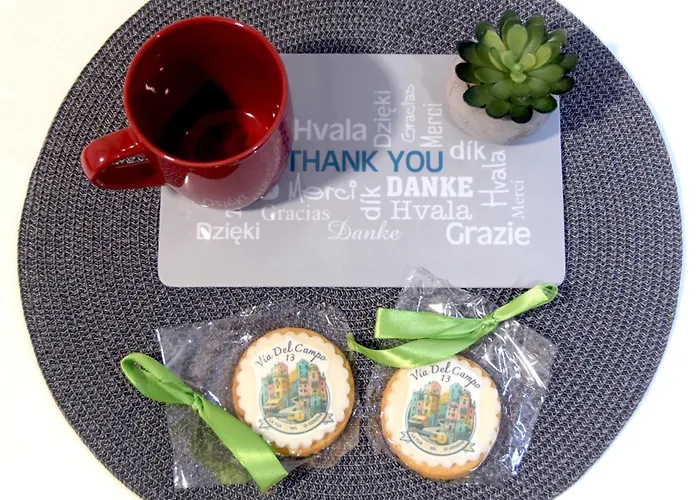 Hvala
Dzięki
Gracias
Merci
THANK YOU
dík
Merci
dík
DANKE
Hvala
Merci
Gracias
Hvala
Dzięki
Danke
Grazie
Via Del Campo
13
Via Del Campo
13